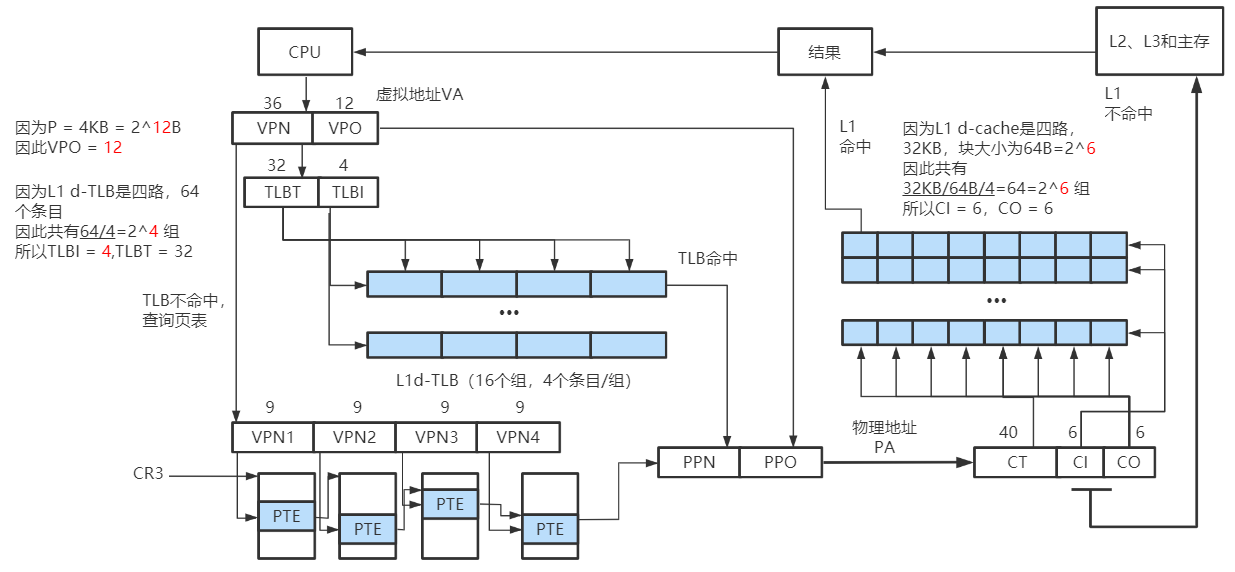 CPU
结果
L2、L3和主存
虚拟地址VA
36
12
VPN
VPO
因为P = 4KB = 2^12B
因此VPO = 12
32
4
TLBT
TLBI
因为L1 d-TLB是四路，64
个条目
因此共有64/4=2^4 组
所以TLBI = 4,TLBT = 32
L1
命中
L1
不命中
因为L1 d-cache是四路，
32KB，块大小为64B=2^6
因此共有
32KB/64B/4=64=2^6 组
所以CI = 6，CO = 6
TLB命中
TLB不命中，
查询页表
...
...
L1d-TLB（16个组，4个条目/组）
9
9
9
9
VPN1
VPN2
VPN3
VPN4
CR3
PTE
PTE
PTE
PTE
PPN
PPO
物理地址
PA
40
6
6
CT
CI
CO